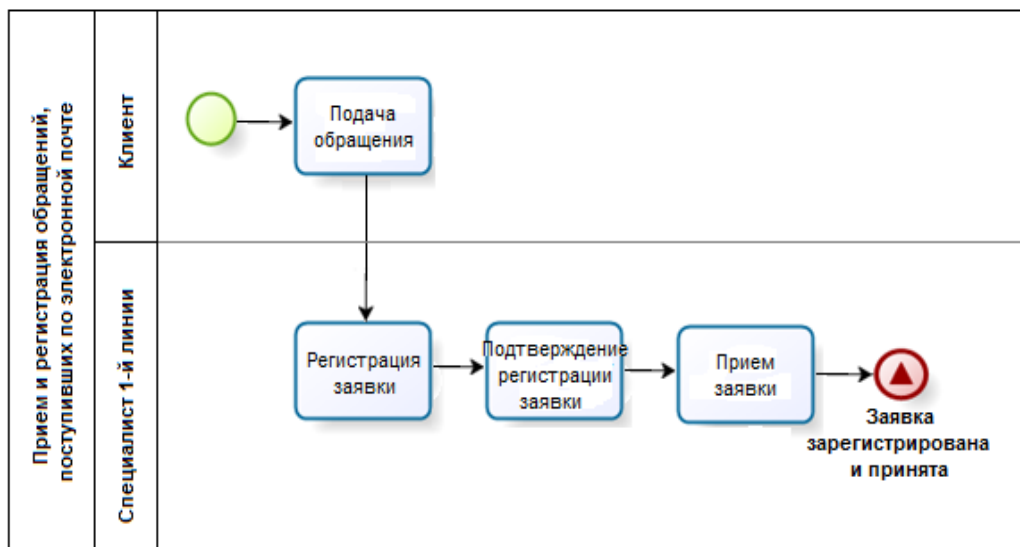 Прием и регистрация обращений,
поступивших по электронной почте
Клиент
Подача
обращения
Специалист 1-й линии
Регистрация
заявки
Подтверждение
регистрации
заявки
Прием
заявки
Заявка
зарегистрирована
и принята